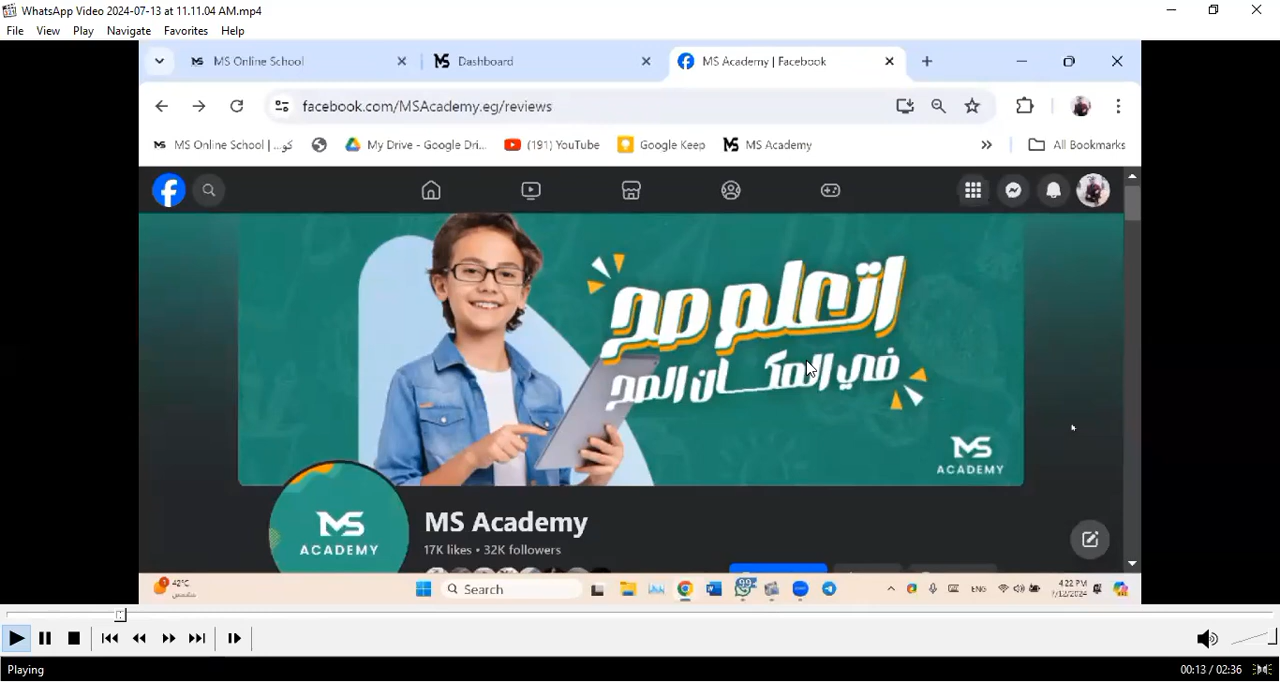 WhatsApp Video 2024-07-13 at 11.11.04 AM.mp4
File View Play Navigate Favorites Help
MS Online School
Dashboard
MS Academy | Facebook
facebook.com/MSAcademy.eg/reviews
MS Online School | ...كو
My Drive - Google Dri...
(191) YouTube
Google Keep
MS Academy
All Bookmarks
اتعلم صح
في المكان الصح
MS
ACADEMY
MS
ACADEMY
MS Academy
17K likes • 32K followers
42°C
مشمس
Search
99+
ENG
4:22 PM
7/12/2024
Playing
00:13 / 02:36